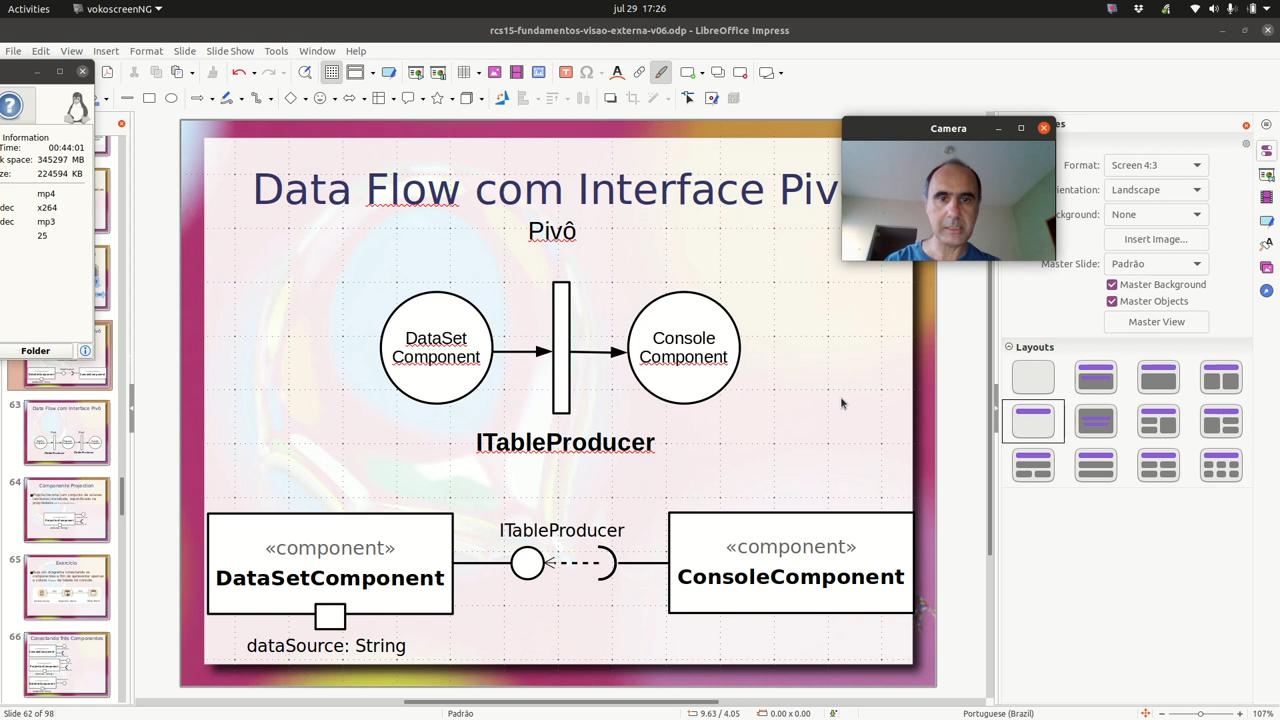 Activities
vokoscreenNG
jul 29 17:26
rcs15-fundamentos-visao-externa-v06.odp - LibreOffice Impress
File Edit View Insert Format Slide Slide Show Tools Window Help
Information
Time: 00:44:01
k space: 345297 MB
ze: 224594 KB
mp4
dec x264
dec mp3
25
Folder
63
Data Flow com Interface Pivô
64
Componente Projection
65
Exercício
66
Conectando Três Componentes
Data Flow com Interface Piv
Pivô
DataSet
Component
Console
Component
ITableProducer
«component»
DataSetComponent
dataSource: String
ITableProducer
«component»
ConsoleComponent
Camera
es
Format: Screen 4:3
entation: Landscape
ckground: None
Insert Image...
Master Slide: Padrão
Master Background
Master Objects
Master View
Layouts
Slide 62 of 98
Padrão
9.63 / 4.05
0.00 x 0.00
Portuguese (Brazil)
107%